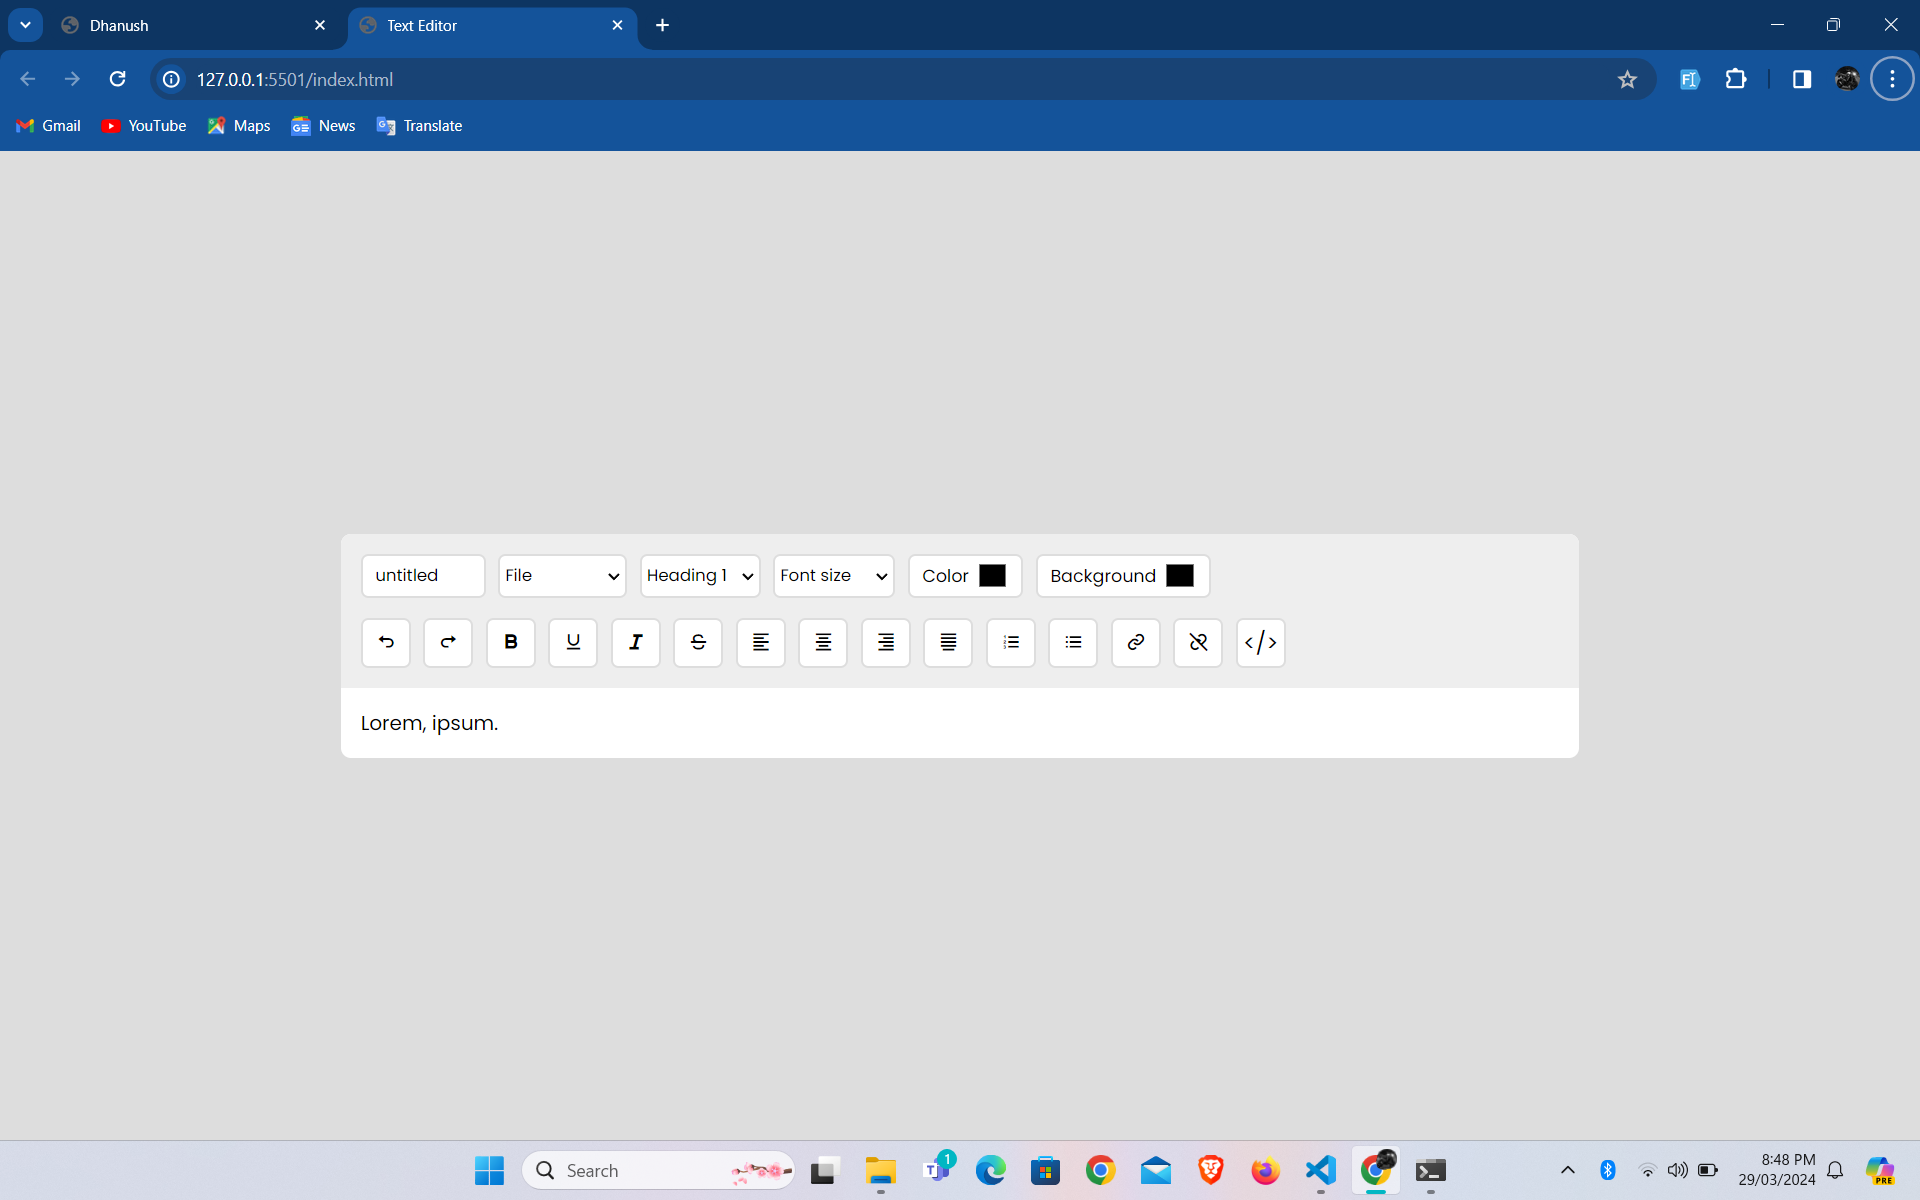 Dhanush
Text Editor
127.0.0.1:5501/index.html
Gmail
YouTube
Maps
News
Translate
untitled
File
Heading 1
Font size
Color
Background
B
U
I
S
</>
Lorem, ipsum.
Search
1
8:48 PM
29/03/2024
PRE